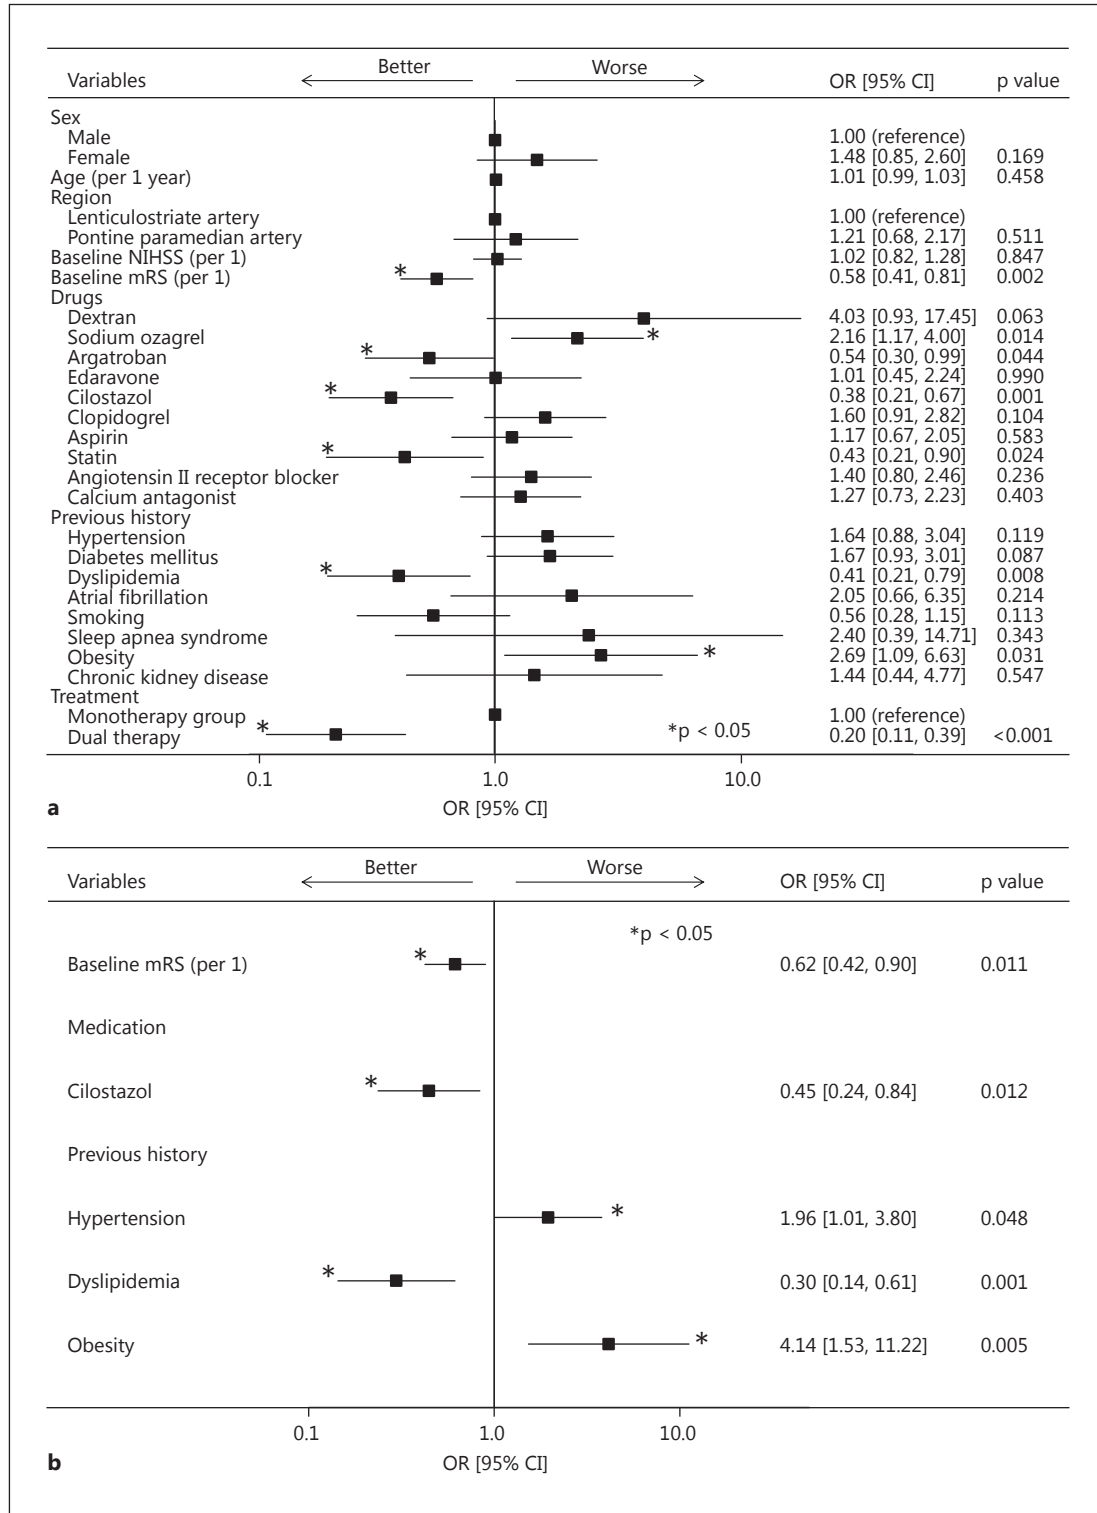 Variables Better Worse OR [95% CI] p value
Sex
Male 1.00 (reference)
Female 1.48 [0.85, 2.60] 0.169
Age (per 1 year) 1.01 [0.99, 1.03] 0.458
Region
Lenticulostriate artery 1.00 (reference)
Pontine paramedian artery 1.21 [0.68, 2.17] 0.511
Baseline NIHSS (per 1) 1.02 [0.82, 1.28] 0.847
Baseline mRS (per 1) * 0.58 [0.41, 0.81] 0.002
Drugs
Dextran 4.03 [0.93, 17.45] 0.063
Sodium ozagrel * 2.16 [1.17, 4.00] 0.014
Argatroban * 0.54 [0.30, 0.99] 0.044
Edaravone 1.01 [0.45, 2.24] 0.990
Cilostazol * 0.38 [0.21, 0.67] 0.001
Clopidogrel 1.60 [0.91, 2.82] 0.104
Aspirin 1.17 [0.67, 2.05] 0.583
Statin * 0.43 [0.21, 0.90] 0.024
Angiotensin II receptor blocker 1.40 [0.80, 2.46] 0.236
Calcium antagonist 1.27 [0.73, 2.23] 0.403
Previous history
Hypertension 1.64 [0.88, 3.04] 0.119
Diabetes mellitus 1.67 [0.93, 3.01] 0.087
Dyslipidemia * 0.41 [0.21, 0.79] 0.008
Atrial fibrillation 2.05 [0.66, 6.35] 0.214
Smoking 0.56 [0.28, 1.15] 0.113
Sleep apnea syndrome 2.40 [0.39, 14.71] 0.343
Obesity * 2.69 [1.09, 6.63] 0.031
Chronic kidney disease 1.44 [0.44, 4.77] 0.547
Treatment
Monotherapy group 1.00 (reference)
Dual therapy * *p < 0.05 0.20 [0.11, 0.39] <0.001
0.1 1.0 10.0
a OR [95% CI]
Variables Better Worse OR [95% CI] p value
*p < 0.05
Baseline mRS (per 1) * 0.62 [0.42, 0.90] 0.011
Medication
Cilostazol * 0.45 [0.24, 0.84] 0.012
Previous history
Hypertension * 1.96 [1.01, 3.80] 0.048
Dyslipidemia * 0.30 [0.14, 0.61] 0.001
Obesity * 4.14 [1.53, 11.22] 0.005
0.1 1.0 10.0
b OR [95% CI]